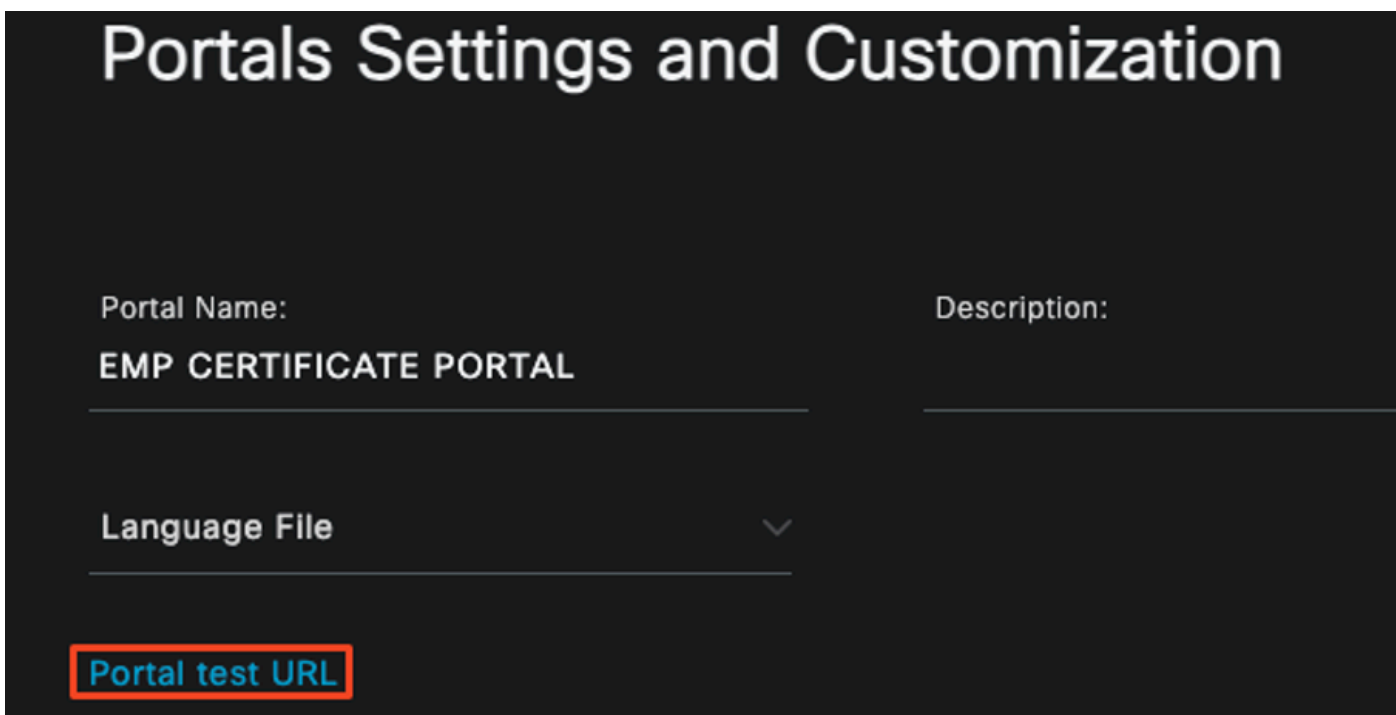 Portals Settings and Customization
Portal Name:
Description:
EMP CERTIFICATE PORTAL
Language File
Portal test URL